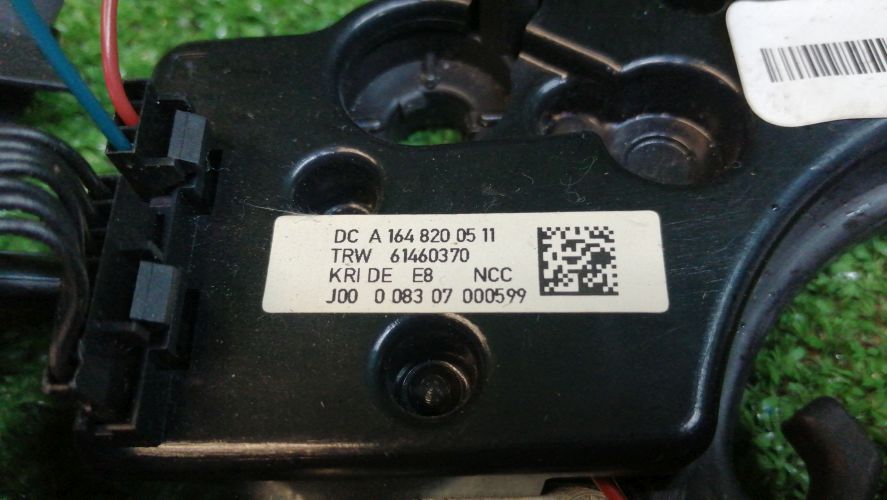 DC A 164 820 05 11
TRW 61460370
KRI DE E8 NCC
J00 0 083 07 000599